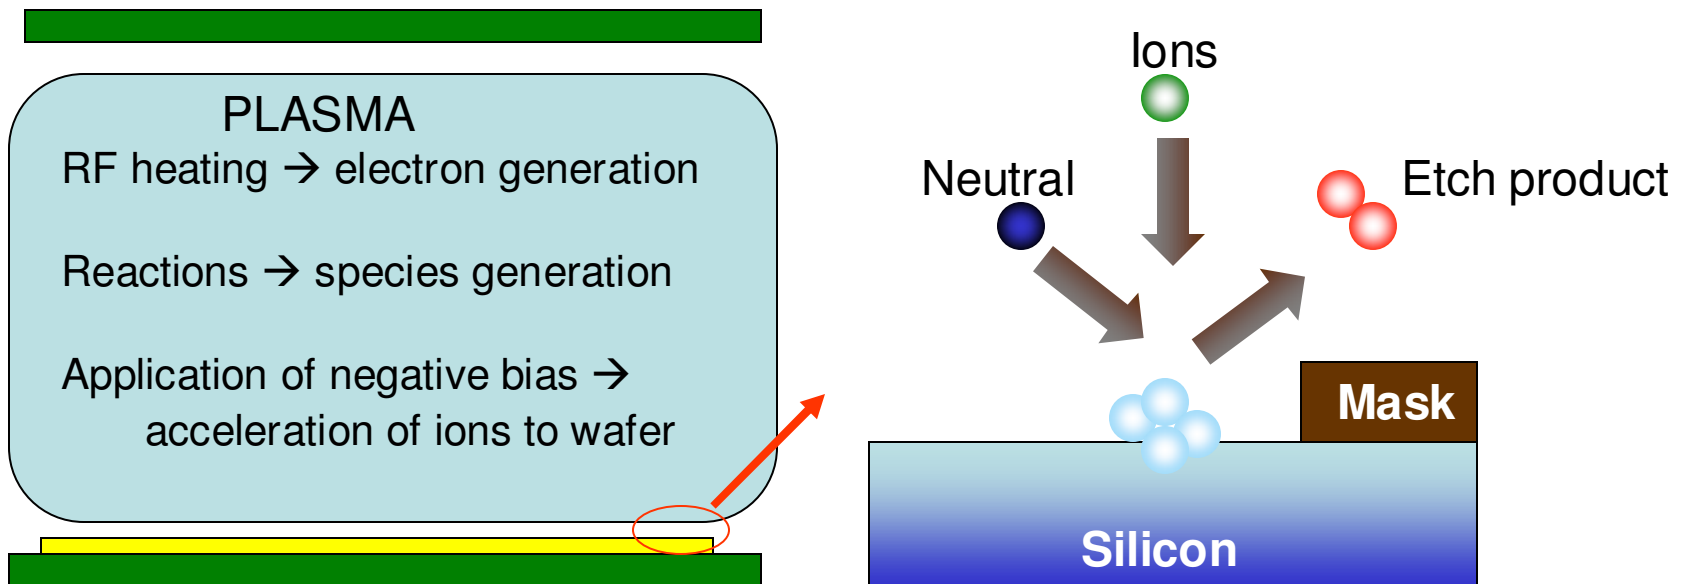 PLASMA
RF heating → electron generation
Reactions → species generation
Application of negative bias →
acceleration of ions to wafer
Ions
Neutral
Etch product
Mask
Silicon